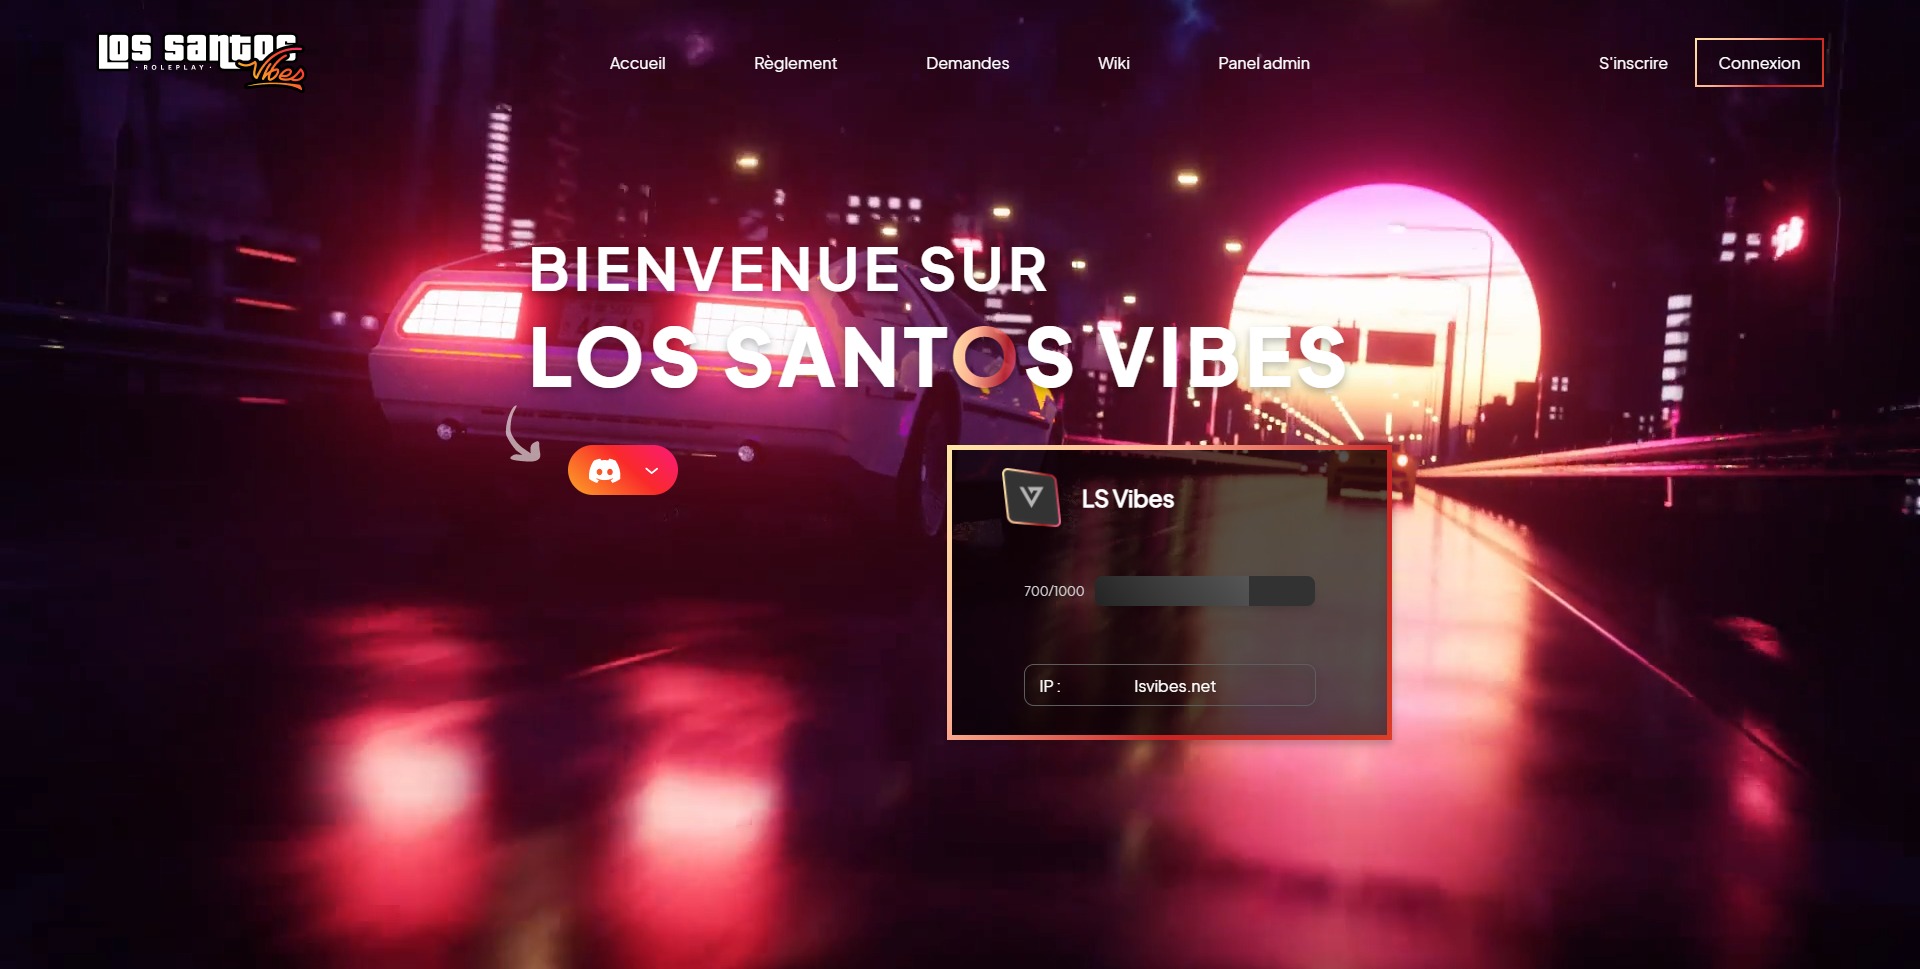 Los Santos
· ROLEPLAY ·
Vibes
Accueil
Règlement
Demandes
Wiki
Panel admin
S'inscrire
Connexion
BIENVENUE SUR
LOS SANTOS VIBES
LS Vibes
700/1000
IP :
lsvibes.net